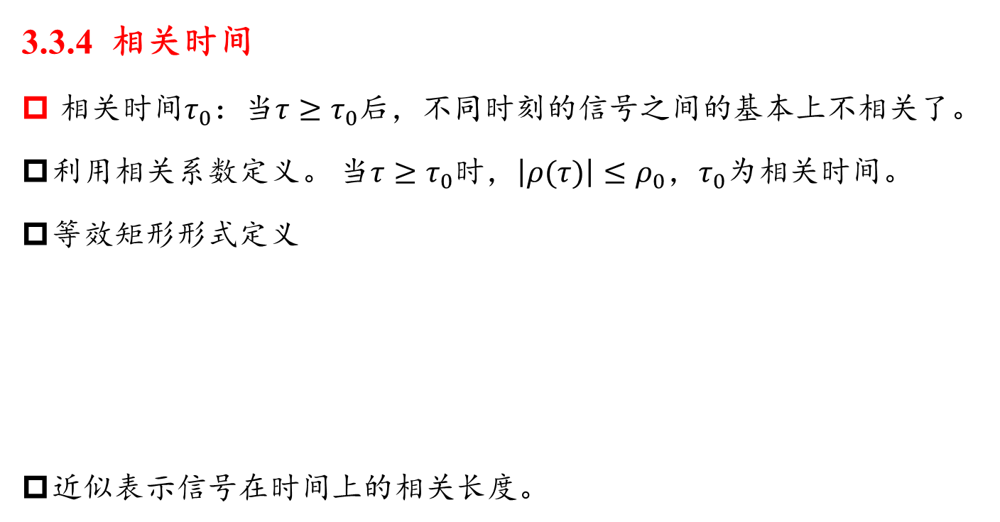 3.3.4 相关时间
相关时间τ₀：当τ ≥ τ₀后，不同时刻的信号之间的基本上不相关了。
利用相关系数定义。 当τ ≥ τ₀时，|ρ(τ)| ≤ ρ₀，τ₀为相关时间。
等效矩形形式定义
近似表示信号在时间上的相关长度。